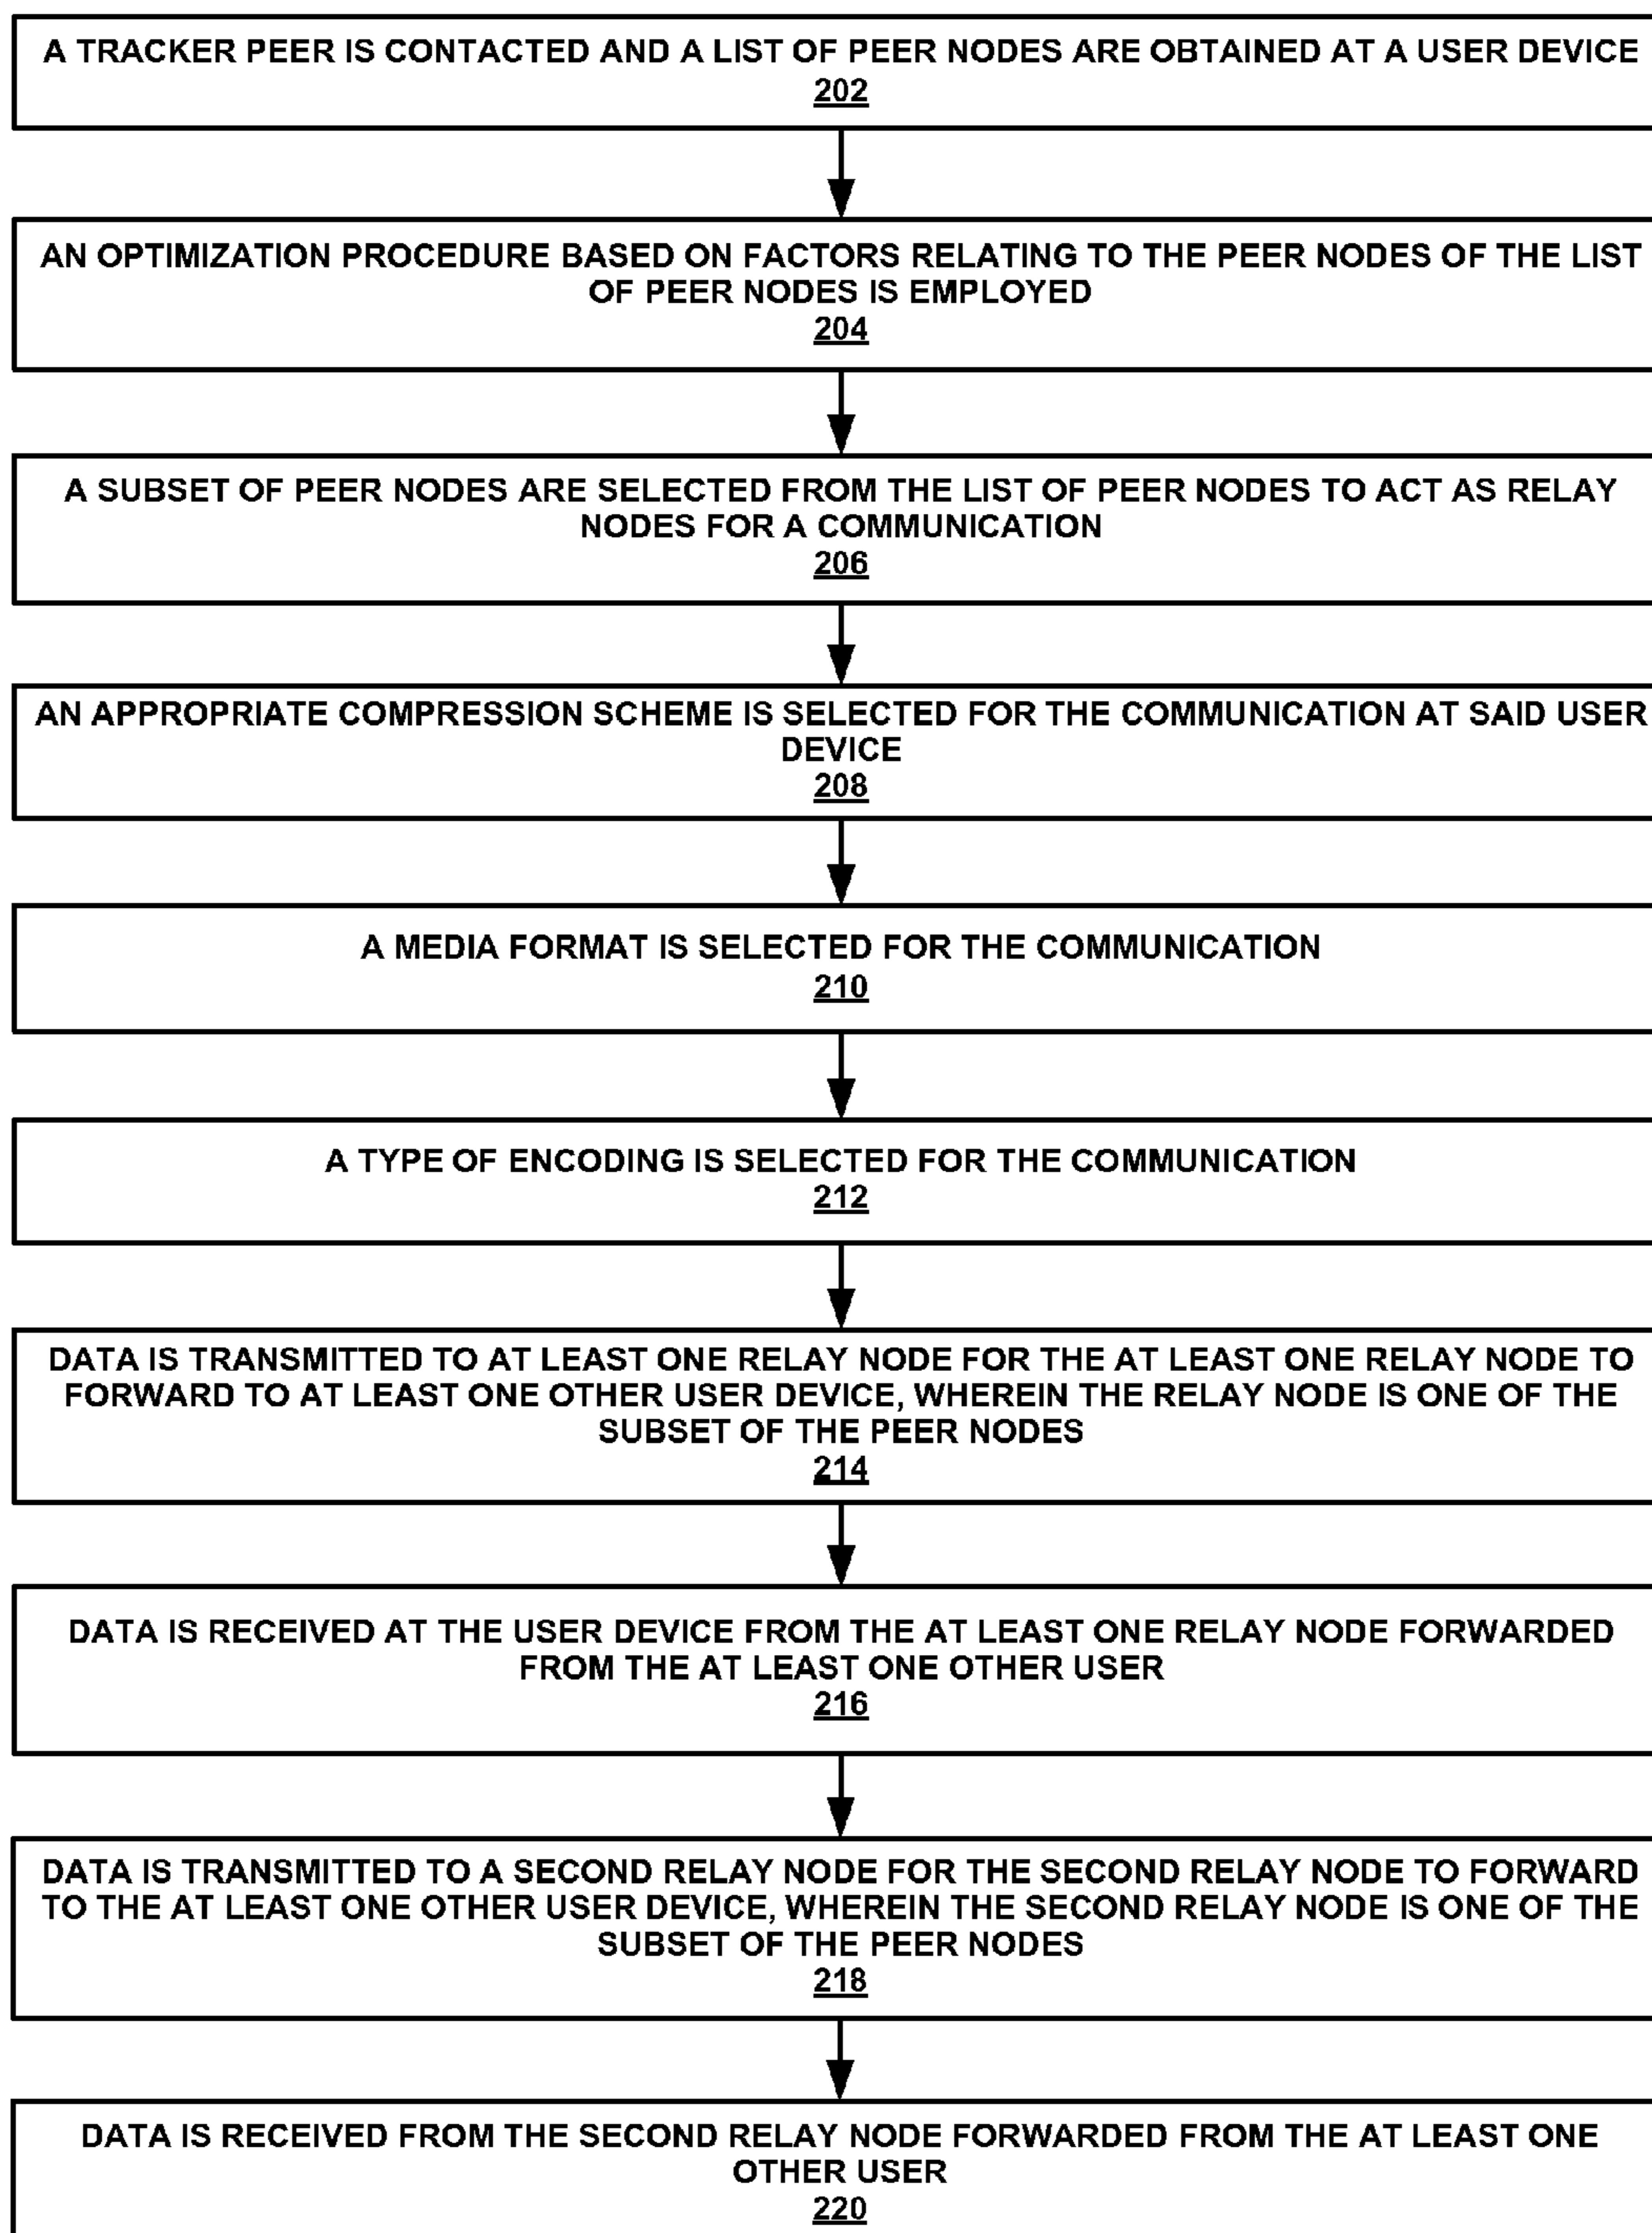 A TRACKER PEER IS CONTACTED AND A LIST OF PEER NODES ARE OBTAINED AT A USER DEVICE
202
AN OPTIMIZATION PROCEDURE BASED ON FACTORS RELATING TO THE PEER NODES OF THE LIST
OF PEER NODES IS EMPLOYED
204
A SUBSET OF PEER NODES ARE SELECTED FROM THE LIST OF PEER NODES TO ACT AS RELAY
NODES FOR A COMMUNICATION
206
AN APPROPRIATE COMPRESSION SCHEME IS SELECTED FOR THE COMMUNICATION AT SAID USER
DEVICE
208
A MEDIA FORMAT IS SELECTED FOR THE COMMUNICATION
210
A TYPE OF ENCODING IS SELECTED FOR THE COMMUNICATION
212
DATA IS TRANSMITTED TO AT LEAST ONE RELAY NODE FOR THE AT LEAST ONE RELAY NODE TO
FORWARD TO AT LEAST ONE OTHER USER DEVICE, WHEREIN THE RELAY NODE IS ONE OF THE
SUBSET OF THE PEER NODES
214
DATA IS RECEIVED AT THE USER DEVICE FROM THE AT LEAST ONE RELAY NODE FORWARDED
FROM THE AT LEAST ONE OTHER USER
216
DATA IS TRANSMITTED TO A SECOND RELAY NODE FOR THE SECOND RELAY NODE TO FORWARD
TO THE AT LEAST ONE OTHER USER DEVICE, WHEREIN THE SECOND RELAY NODE IS ONE OF THE
SUBSET OF THE PEER NODES
218
DATA IS RECEIVED FROM THE SECOND RELAY NODE FORWARDED FROM THE AT LEAST ONE
OTHER USER
220